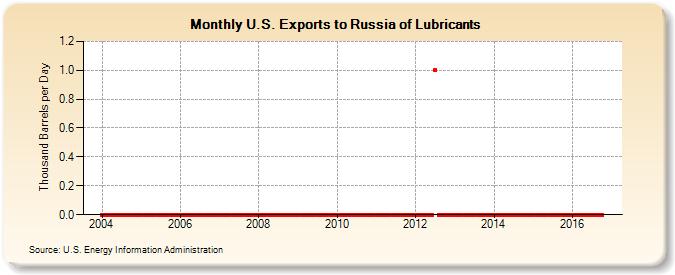 Monthly U.S. Exports to Russia of Lubricants
Thousand Barrels per Day
1.2
1.0
0.8
0.6
0.4
0.2
0.0
2004 2006 2008 2010 2012 2014 2016
Source: U.S. Energy Information Administration